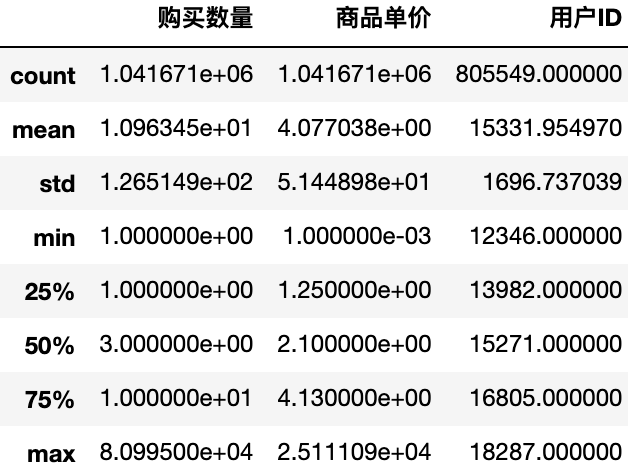 购买数量 商品单价 用户ID
count 1.041671e+06 1.041671e+06 805549.000000
mean 1.096345e+01 4.077038e+00 15331.954970
std 1.265149e+02 5.144898e+01 1696.737039
min 1.000000e+00 1.000000e-03 12346.000000
25% 1.000000e+00 1.250000e+00 13982.000000
50% 3.000000e+00 2.100000e+00 15271.000000
75% 1.000000e+01 4.130000e+00 16805.000000
max 8.099500e+04 2.511109e+04 18287.000000